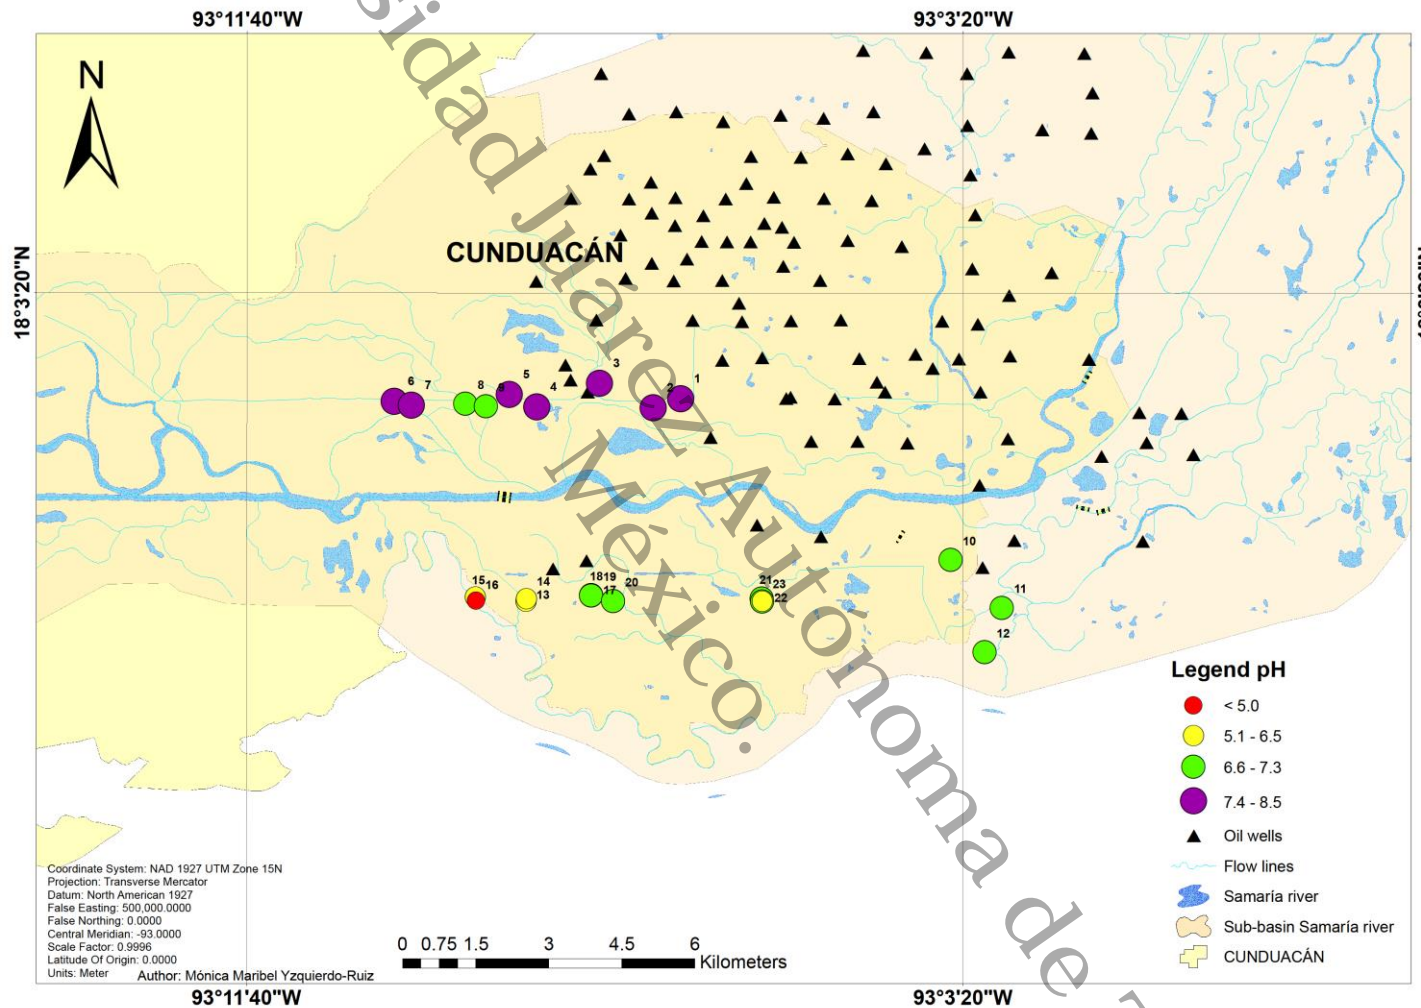 93°11'40"W
93°3'20"W
N
CUNDUACÁN
18°3'20"N
3
1
2
6
7
8
5
4
10
11
12
15
16
14
13
18
19
17
20
21
23
22
Legend pH
< 5.0
5.1 - 6.5
6.6 - 7.3
7.4 - 8.5
Oil wells
Flow lines
Samaría river
Sub-basin Samaría river
CUNDUACÁN
Coordinate System: NAD 1927 UTM Zone 15N
Projection: Transverse Mercator
Datum: North American 1927
False Easting: 500,000.0000
False Northing: 0.0000
Central Meridian: -93.0000
Scale Factor: 0.9996
Latitude Of Origin: 0.0000
Units: Meter
Author: Mónica Maribel Yzquierdo-Ruiz
0 0.75 1.5 3 4.5 6
Kilometers
93°11'40"W
93°3'20"W
sidad Juárez Autónoma de
México.